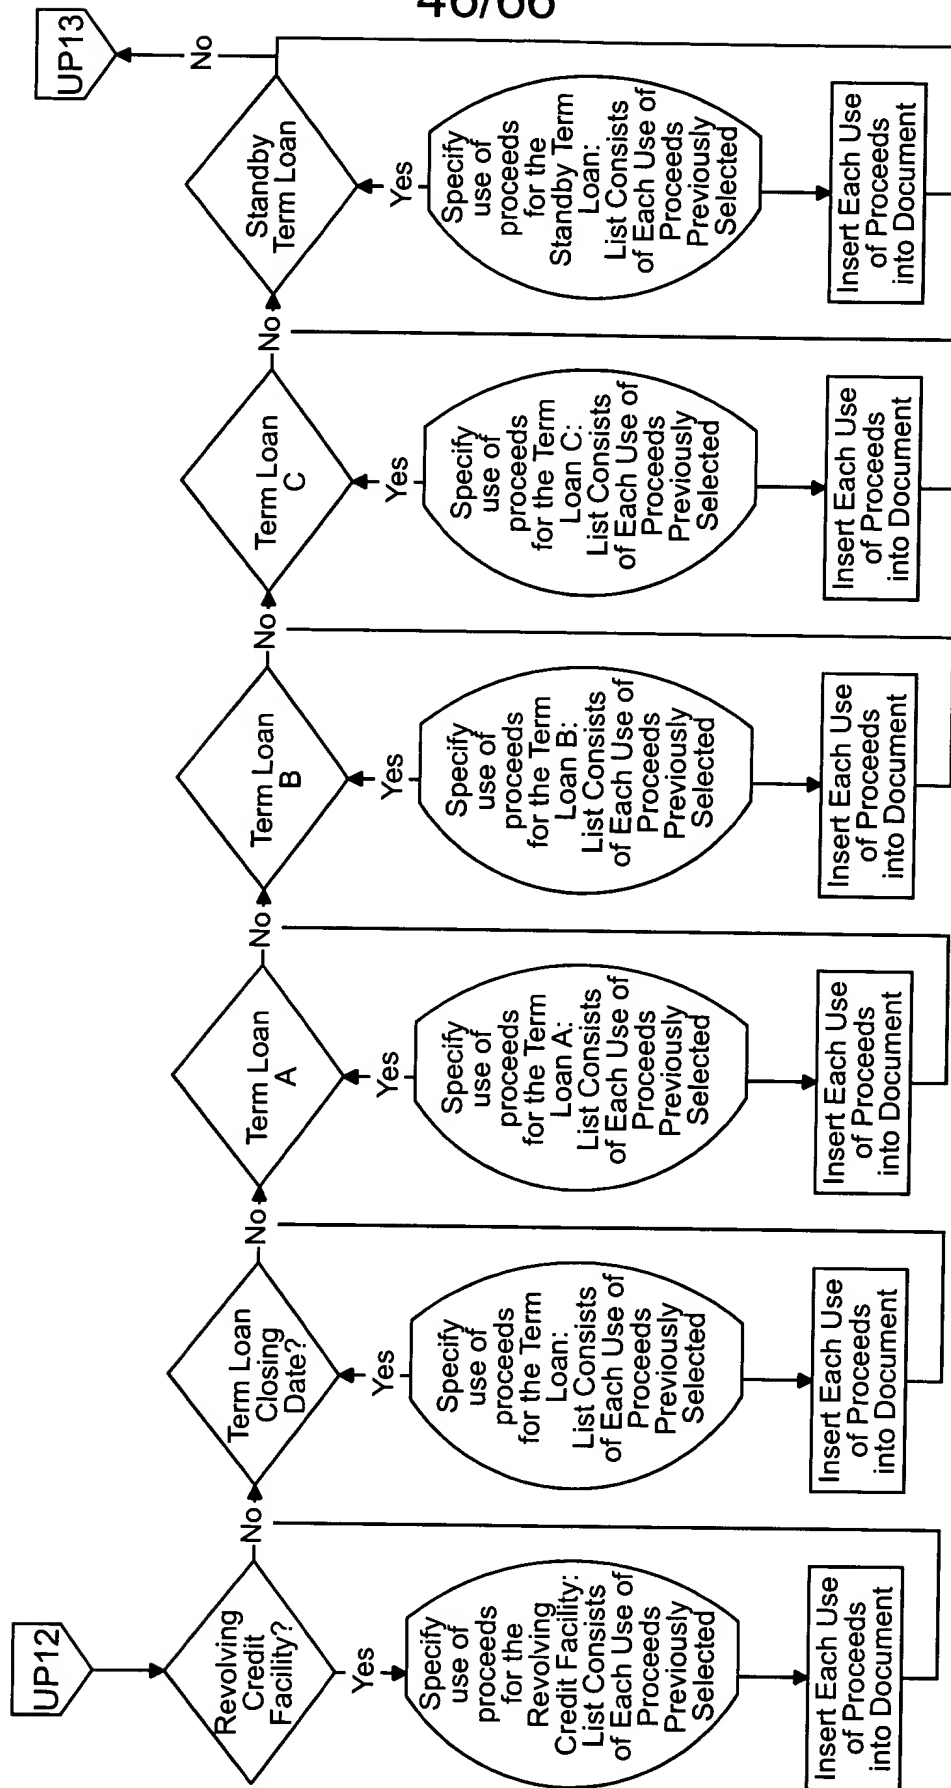 46/66
UP12
Revolving
Credit
Facility?
No
Yes
Specify
use of
proceeds
for the
Revolving
Credit Facility:
List Consists
of Each Use of
Proceeds
Previously
Selected
Insert Each Use
of Proceeds
into Document
Term Loan
Closing
Date?
No
Yes
Specify
use of
proceeds
for the Term
Loan:
List Consists
of Each Use of
Proceeds
Previously
Selected
Insert Each Use
of Proceeds
into Document
Term Loan
A
No
Yes
Specify
use of
proceeds
for the Term
Loan A:
List Consists
of Each Use of
Proceeds
Previously
Selected
Insert Each Use
of Proceeds
into Document
Term Loan
B
No
Yes
Specify
use of
proceeds
for the Term
Loan B:
List Consists
of Each Use of
Proceeds
Previously
Selected
Insert Each Use
of Proceeds
into Document
Term Loan
C
No
Yes
Specify
use of
proceeds
for the Term
Loan C:
List Consists
of Each Use of
Proceeds
Previously
Selected
Insert Each Use
of Proceeds
into Document
Standby
Term Loan
No
Yes
Specify
use of
proceeds
for the
Standby Term
Loan:
List Consists
of Each Use of
Proceeds
Previously
Selected
Insert Each Use
of Proceeds
into Document
UP13